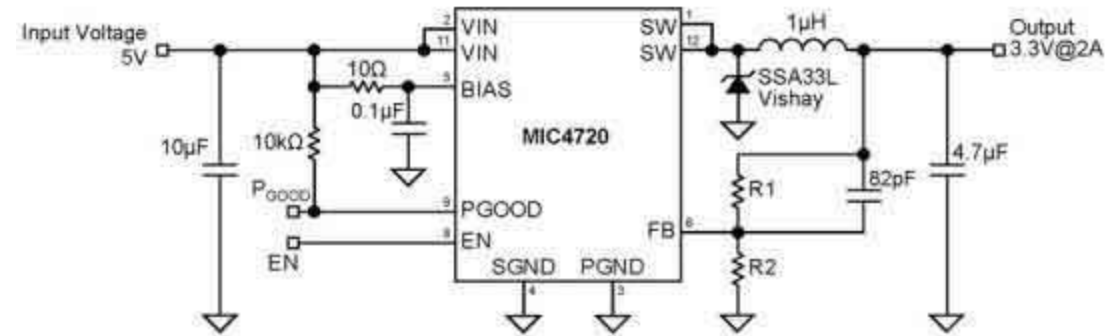 Input Voltage
5V
10µF
10Ω
0.1µF
10kΩ
P_GOOD
EN
2
VIN
11
VIN
BIAS
9
PGOOD
8
EN
MIC4720
SGND
4
PGND
3
1
SW
12
SW
6
FB
1µH
SSA33L
Vishay
R1
R2
82pF
4.7µF
Output
3.3V@2A